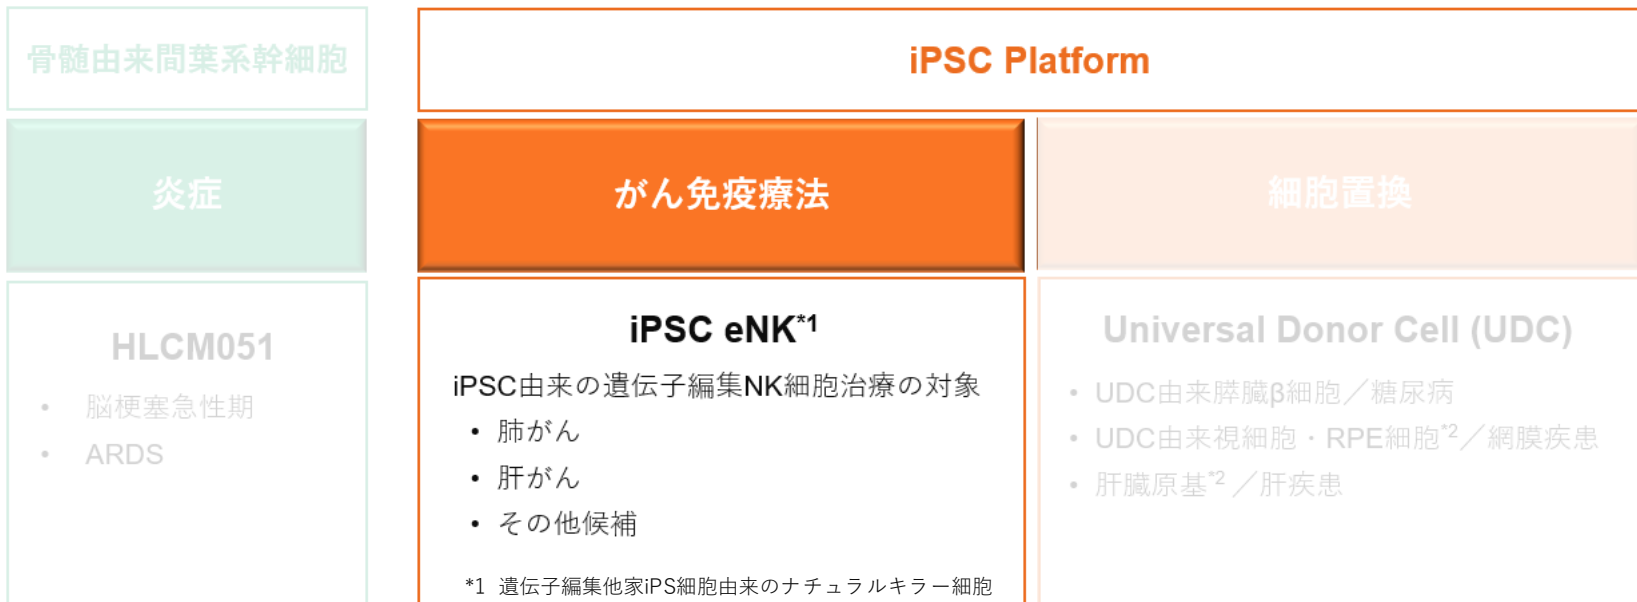 骨髄由来間葉系幹細胞
炎症
HLCM051
• 脳梗塞急性期
• ARDS
iPSC Platform
がん免疫療法
iPSC eNK*1
iPSC由来の遺伝子編集NK細胞治療の対象
• 肺がん
• 肝がん
• その他候補
*1 遺伝子編集他家iPS細胞由来のナチュラルキラー細胞
細胞置換
Universal Donor Cell (UDC)
• UDC由来膵臓β細胞／糖尿病
• UDC由来視細胞・RPE細胞*2／網膜疾患
• 肝臓原基*2 ／肝疾患